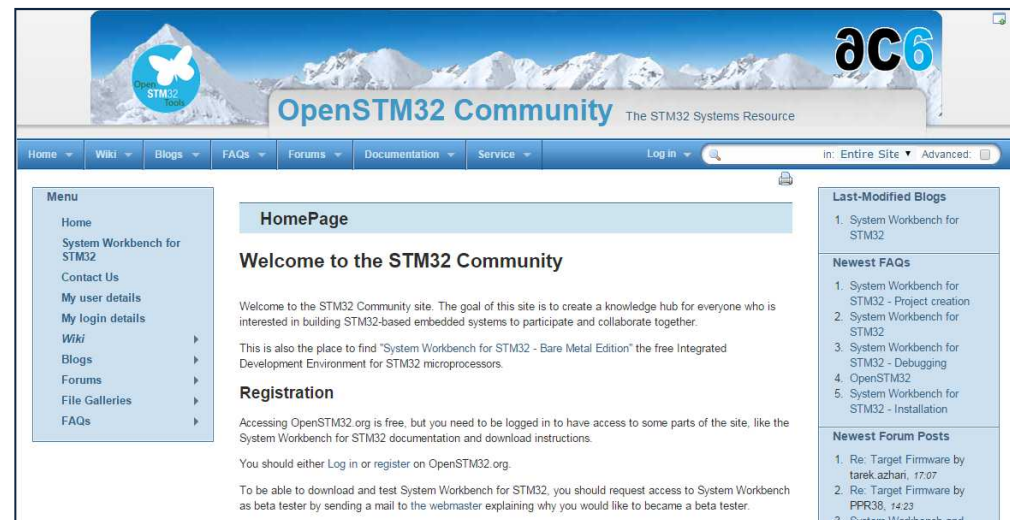 Open
STM32
Tools
ac6
OpenSTM32 Community The STM32 Systems Resource
Home Wiki Blogs FAQs Forums Documentation Service Log in in: Entire Site Advanced:
Menu
Home
System Workbench for
STM32
Contact Us
My user details
My login details
Wiki
Blogs
Forums
File Galleries
FAQs
HomePage
Welcome to the STM32 Community
Welcome to the STM32 Community site. The goal of this site is to create a knowledge hub for everyone who is
interested in building STM32-based embedded systems to participate and collaborate together.
This is also the place to find "System Workbench for STM32 - Bare Metal Edition" the free Integrated
Development Environment for STM32 microprocessors.
Registration
Accessing OpenSTM32.org is free, but you need to be logged in to have access to some parts of the site, like the
System Workbench for STM32 documentation and download instructions.
You should either Log in or register on OpenSTM32.org.
To be able to download and test System Workbench for STM32, you should request access to System Workbench
as beta tester by sending a mail to the webmaster explaining why you would like to became a beta tester.
Last-Modified Blogs
1. System Workbench for
STM32
Newest FAQs
1. System Workbench for
STM32 - Project creation
2. System Workbench for
STM32
3. System Workbench for
STM32 - Debugging
4. OpenSTM32
5. System Workbench for
STM32 - Installation
Newest Forum Posts
1. Re: Target Firmware by
tarek.azhari, 17:07
2. Re: Target Firmware by
PPR38, 14:23
3. System Workbench and